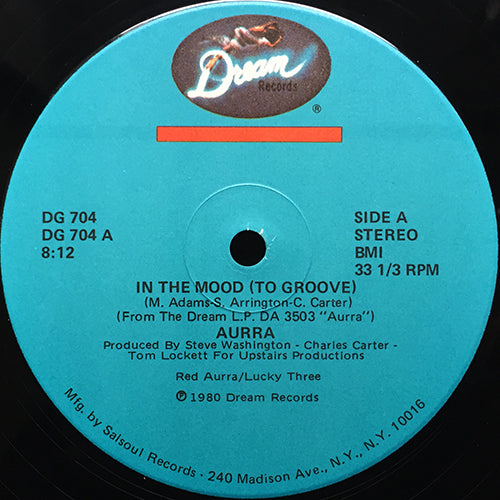 Dream
Records
®
DG 704
DG 704 A
8:12
SIDE A
STEREO
BMI
33 1/3 RPM
IN THE MOOD (TO GROOVE)
(M. Adams-S. Arrington-C. Carter)
(From The Dream L.P. DA 3503 "Aurra")
AURRA
Produced By Steve Washington - Charles Carter -
Tom Lockett For Upstairs Productions
Red Aurra/Lucky Three
℗ 1980 Dream Records
Mfg. by Salsoul Records · 240 Madison Ave., N.Y., N.Y. 10016